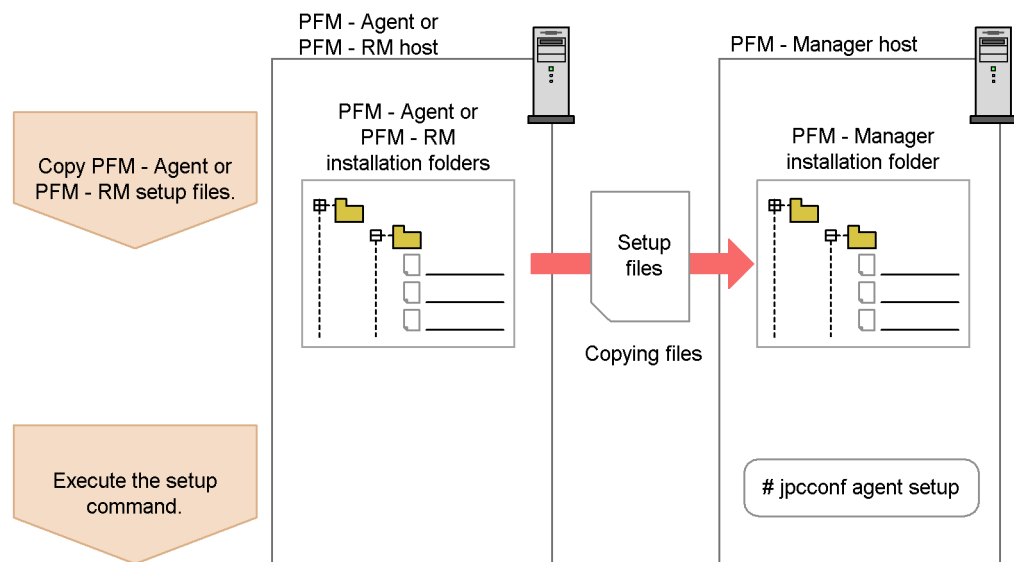 PFM - Agent or
PFM - RM host
PFM - Manager host
Copy PFM - Agent or
PFM - RM setup files.
PFM - Agent or
PFM - RM
installation folders
PFM - Manager
installation folder
Setup
files
Copying files
Execute the setup
command.
# jpcconf agent setup